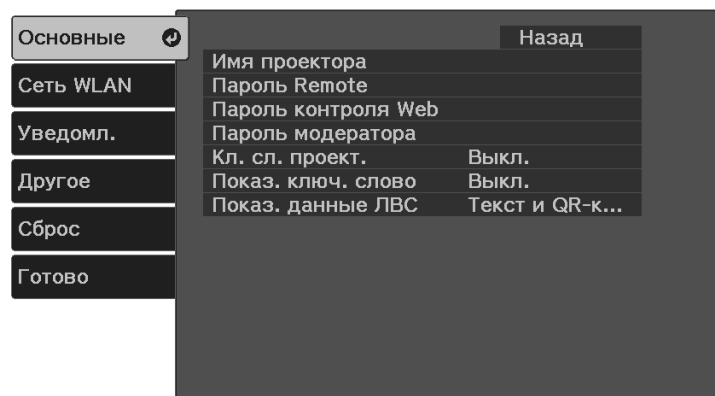 Основные
Сеть WLAN
Уведомл.
Другое
Сброс
Готово
Назад
Имя проектора
Пароль Remote
Пароль контроля Web
Пароль модератора
Кл. сл. проект. Выкл.
Показ. ключ. слово Выкл.
Показ. данные ЛВС Текст и QR-к...